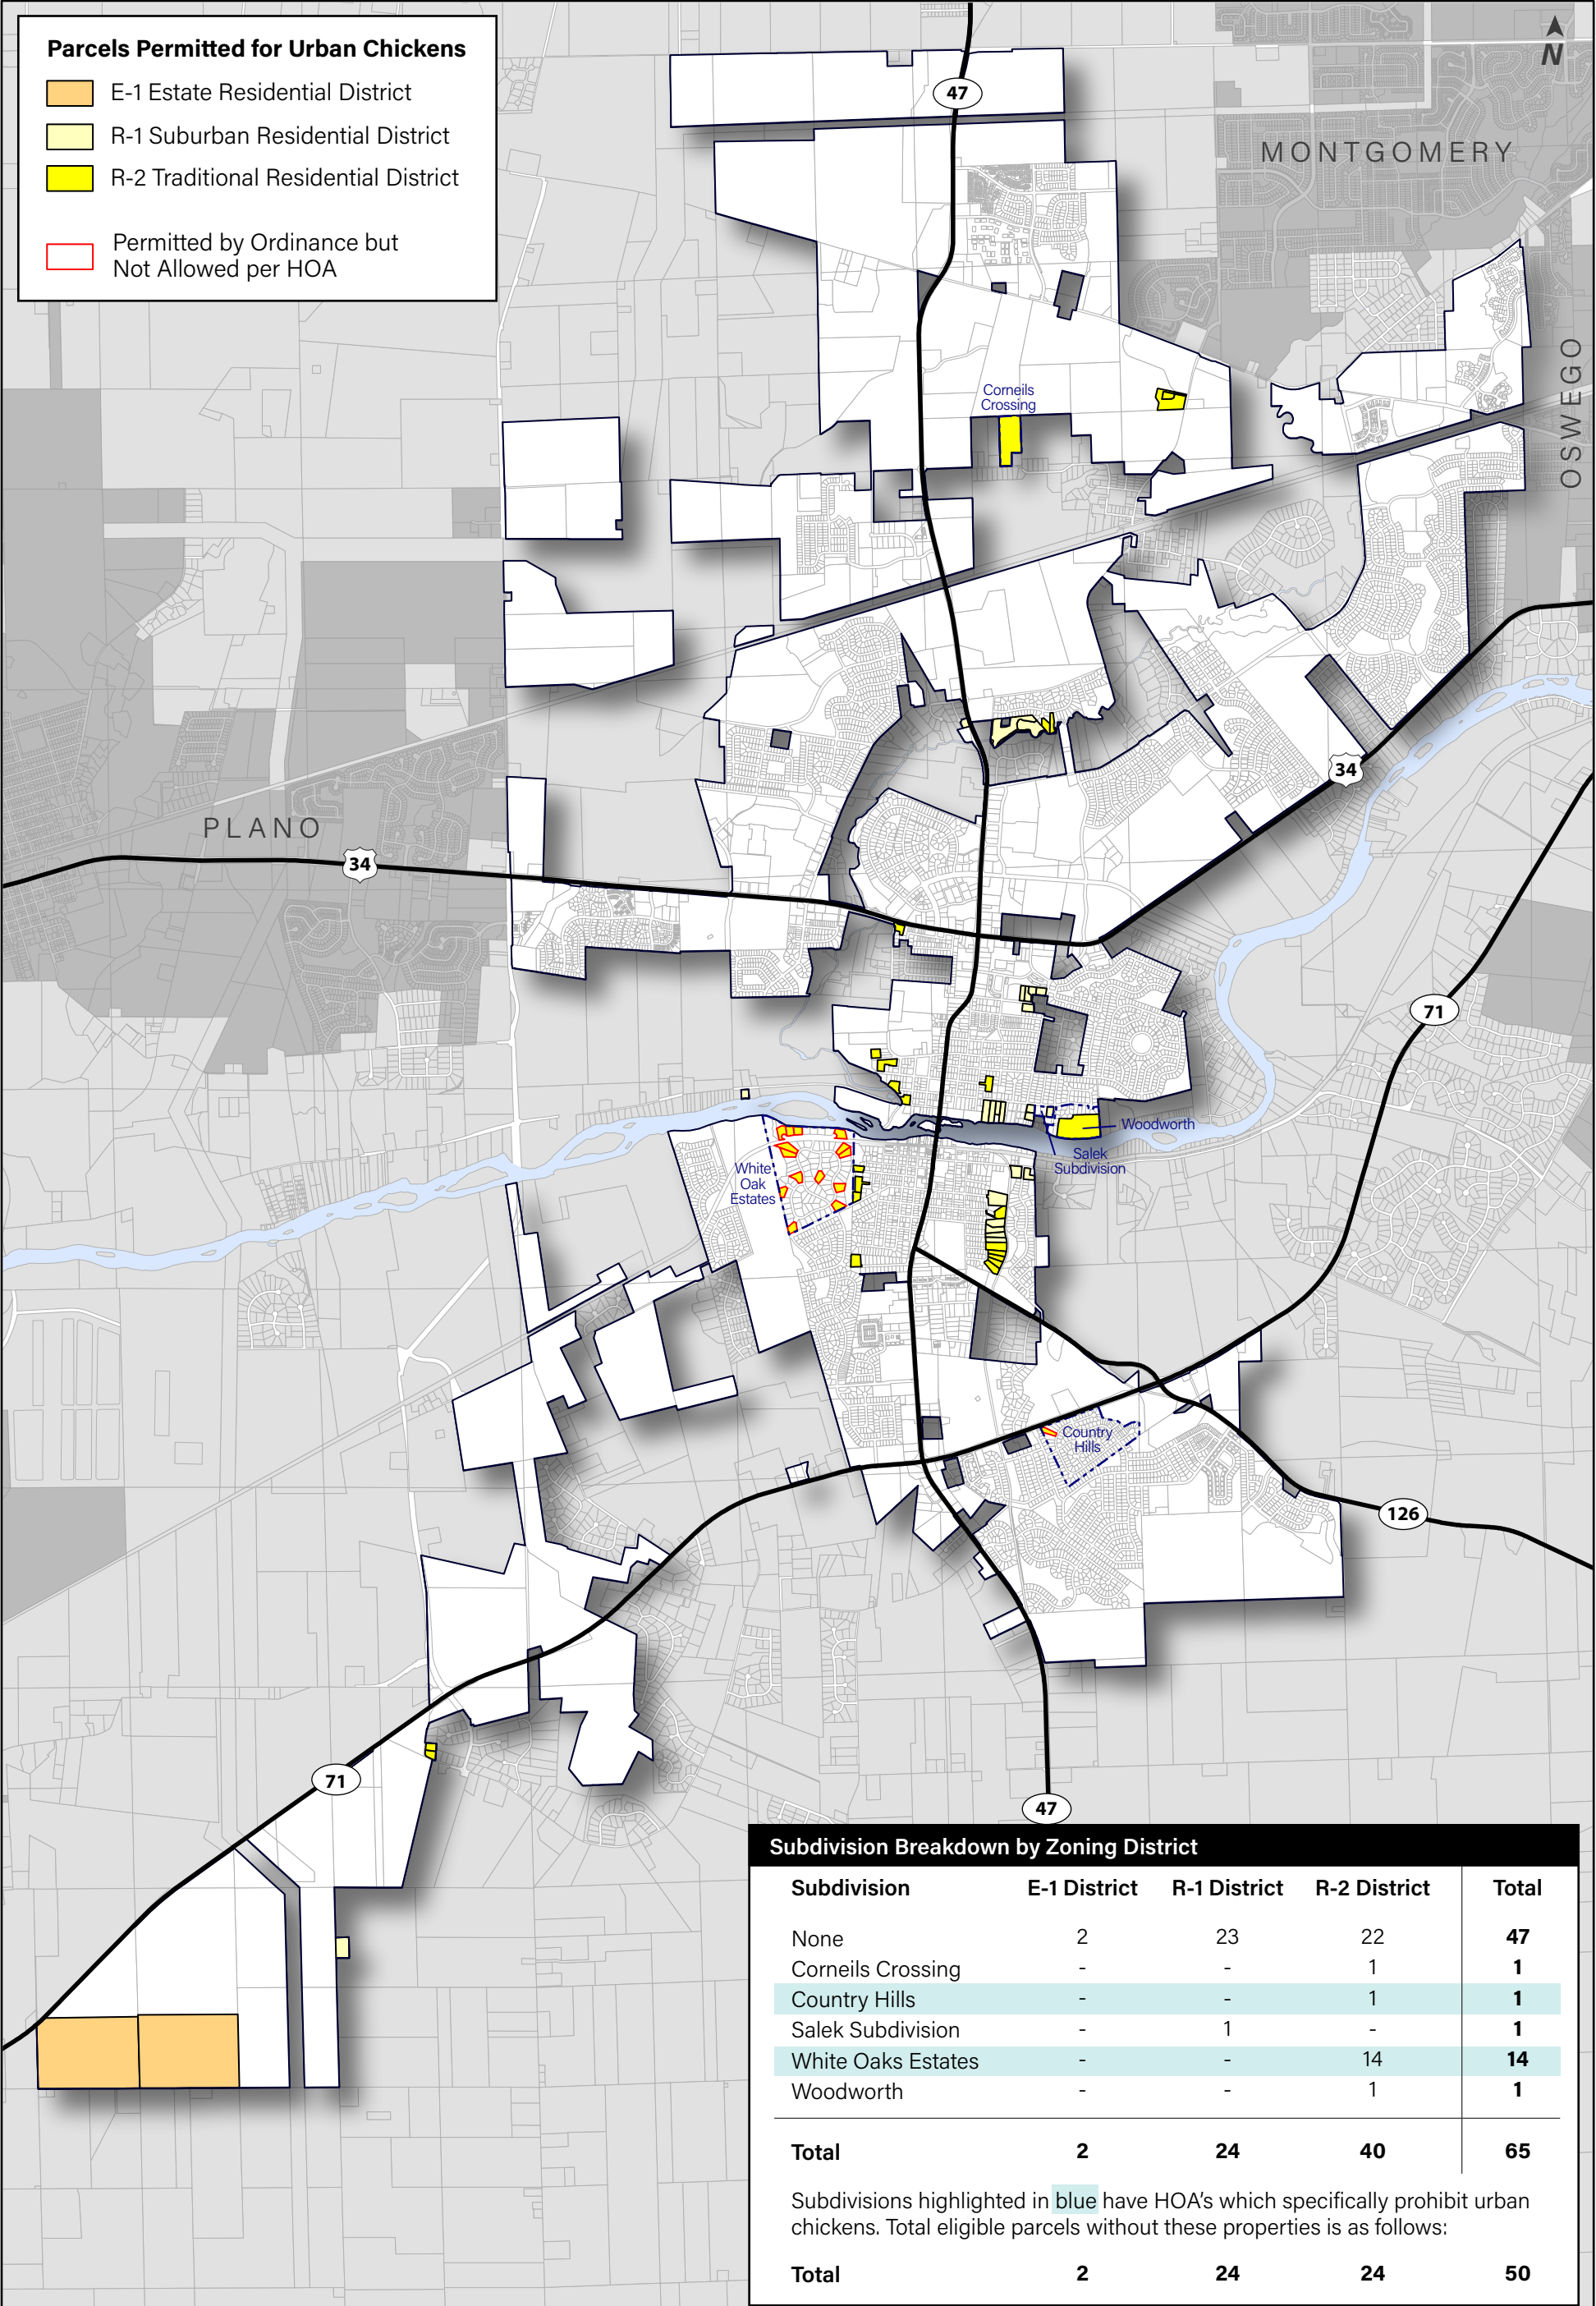 Parcels Permitted for Urban Chickens
E-1 Estate Residential District
R-1 Suburban Residential District
R-2 Traditional Residential District
Permitted by Ordinance but
Not Allowed per HOA
N
47
MONTGOMERY
OSWEGO
Corneils
Crossing
34
PLANO
34
71
Woodworth
Salek
Subdivision
White
Oak
Estates
Country
Hills
126
71
47
Subdivision Breakdown by Zoning District
Subdivision E-1 District R-1 District R-2 District Total
None 2 23 22 47
Corneils Crossing - - 1 1
Country Hills - - 1 1
Salek Subdivision - 1 - 1
White Oaks Estates - - 14 14
Woodworth - - 1 1
Total 2 24 40 65
Subdivisions highlighted in blue have HOA's which specifically prohibit urban
chickens. Total eligible parcels without these properties is as follows:
Total 2 24 24 50